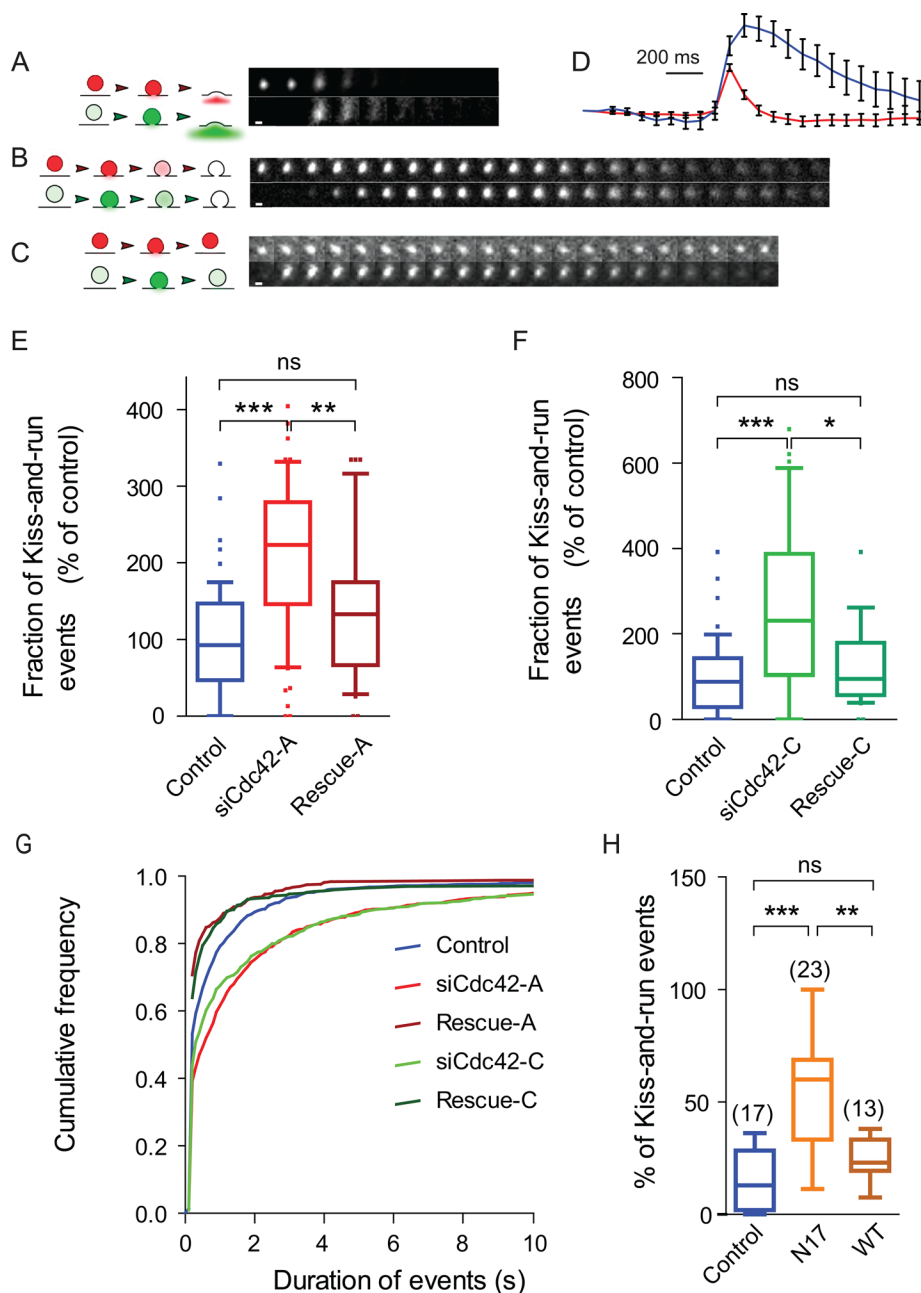 A
D
200 ms
B
C
E
F
ns
*** **
400
300
200
100
0
Fraction of Kiss-and-run
events (% of control)
Control
siCdc42-A
Rescue-A
ns
*** *
800
600
400
200
0
Fraction of Kiss-and-run
events (% of control)
Control
siCdc42-C
Rescue-C
G
H
1.0
0.8
0.6
0.4
0.2
0.0
Cumulative frequency
Control
siCdc42-A
Rescue-A
siCdc42-C
Rescue-C
0 2 4 6 8 10
Duration of events (s)
ns
*** **
150
100
50
0
% of Kiss-and-run events
(17)
(23)
(13)
Control
N17
WT